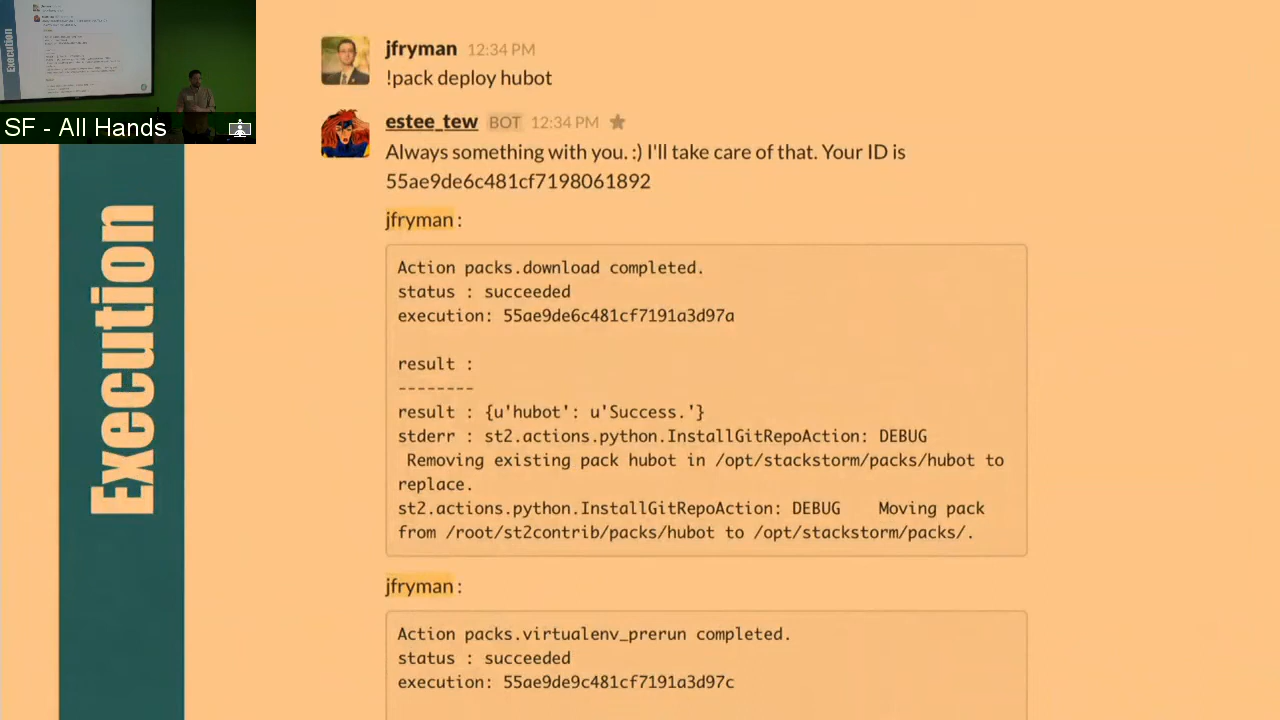 SF - All Hands
Execution
jfryman 12:34 PM
!pack deploy hubot
estee_tew BOT 12:34 PM ★
Always something with you. :) I'll take care of that. Your ID is
55ae9de6c481cf7198061892
jfryman :
Action packs.download completed.
status : succeeded
execution: 55ae9de6c481cf7191a3d97a
result :
--------
result : {u'hubot': u'Success.'}
stderr : st2.actions.python.InstallGitRepoAction: DEBUG
Removing existing pack hubot in /opt/stackstorm/packs/hubot to
replace.
st2.actions.python.InstallGitRepoAction: DEBUG    Moving pack
from /root/st2contrib/packs/hubot to /opt/stackstorm/packs/.
jfryman :
Action packs.virtualenv_prerun completed.
status : succeeded
execution: 55ae9de9c481cf7191a3d97c